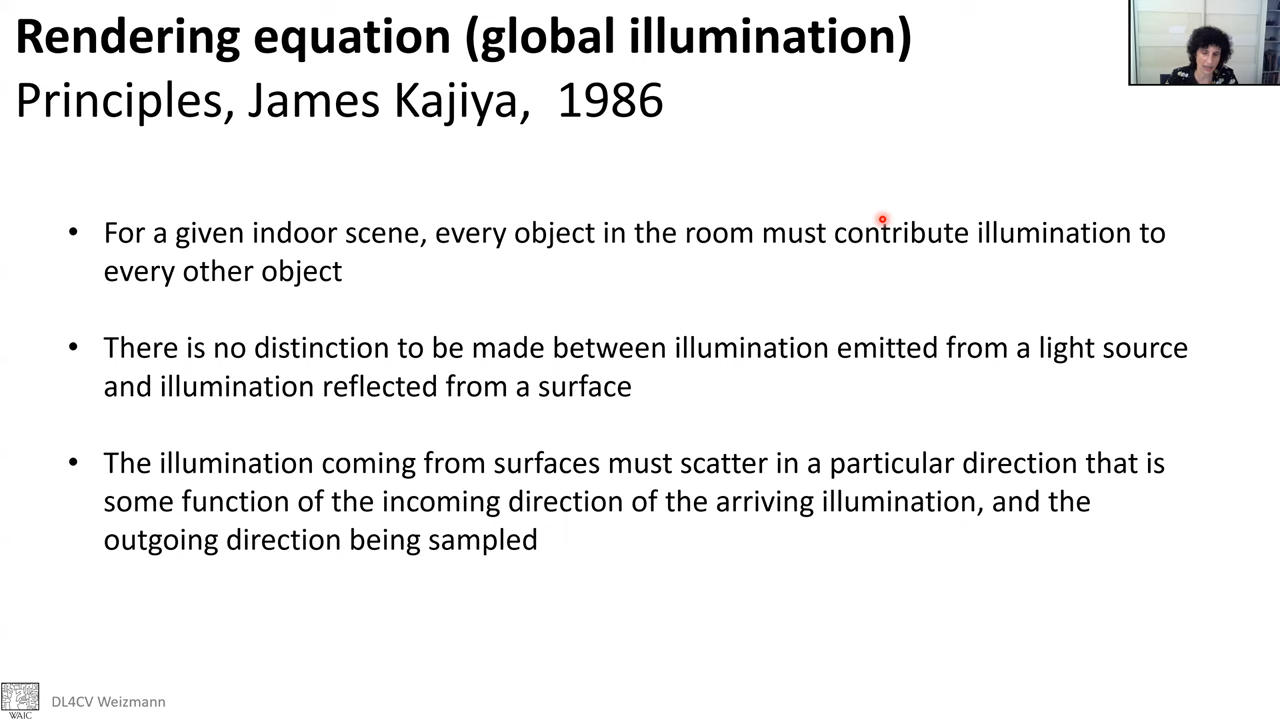 Rendering equation (global illumination)
Principles, James Kajiya, 1986
• For a given indoor scene, every object in the room must contribute illumination to
every other object
• There is no distinction to be made between illumination emitted from a light source
and illumination reflected from a surface
• The illumination coming from surfaces must scatter in a particular direction that is
some function of the incoming direction of the arriving illumination, and the
outgoing direction being sampled
DL4CV Weizmann
WAIC